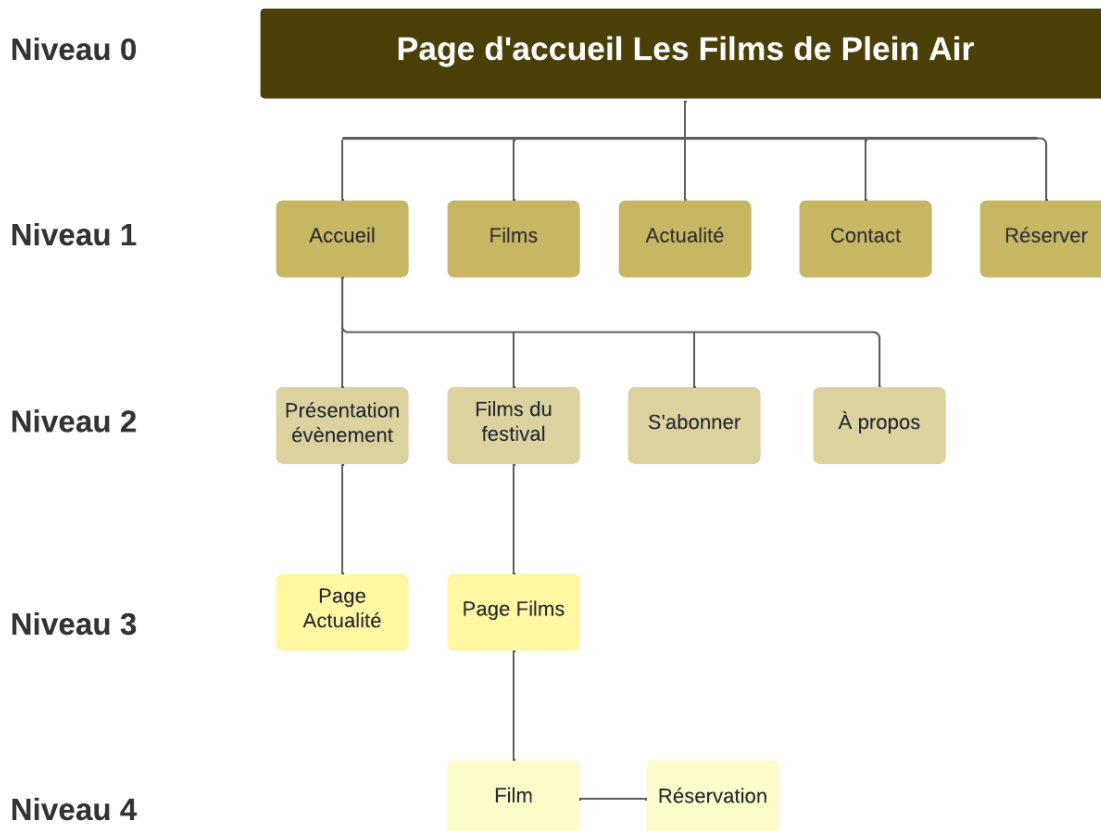 Niveau 0
Page d'accueil Les Films de Plein Air
Niveau 1
Accueil
Films
Actualité
Contact
Réserver
Niveau 2
Présentation
évènement
Films du
festival
S'abonner
À propos
Niveau 3
Page
Actualité
Page Films
Niveau 4
Film
Réservation